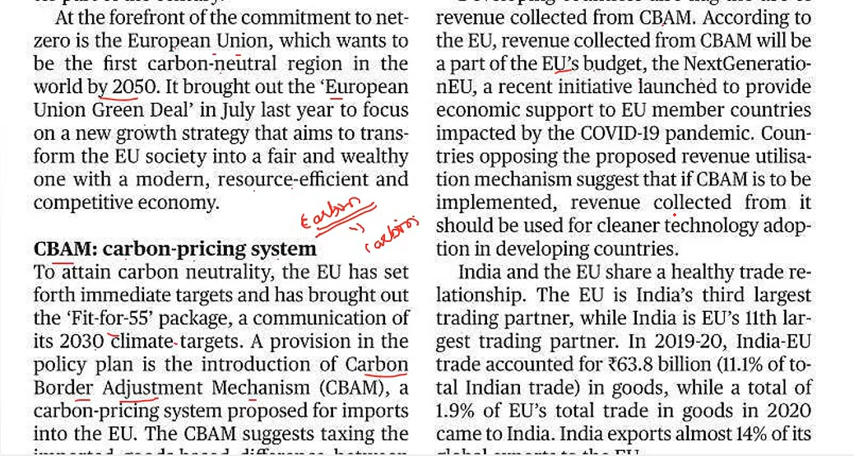 At the forefront of the commitment to net-
zero is the European Union, which wants to
be the first carbon-neutral region in the
world by 2050. It brought out the ‘European
Union Green Deal’ in July last year to focus
on a new growth strategy that aims to trans-
form the EU society into a fair and wealthy
one with a modern, resource-efficient and
competitive economy.
carbon
CBAM: carbon-pricing system
To attain carbon neutrality, the EU has set
forth immediate targets and has brought out
the ‘Fit-for-55’ package, a communication of
its 2030 climate targets. A provision in the
policy plan is the introduction of Carbon
Border Adjustment Mechanism (CBAM), a
carbon-pricing system proposed for imports
into the EU. The CBAM suggests taxing the
revenue collected from CBAM. According to
the EU, revenue collected from CBAM will be
a part of the EU’s budget, the NextGeneratio-
nEU, a recent initiative launched to provide
economic support to EU member countries
impacted by the COVID-19 pandemic. Coun-
tries opposing the proposed revenue utilisa-
tion mechanism suggest that if CBAM is to be
implemented, revenue collected from it
should be used for cleaner technology adop-
tion in developing countries.
India and the EU share a healthy trade re-
lationship. The EU is India’s third largest
trading partner, while India is EU’s 11th lar-
gest trading partner. In 2019-20, India-EU
trade accounted for ₹63.8 billion (11.1% of to-
tal Indian trade) in goods, while a total of
1.9% of EU’s total trade in goods in 2020
came to India. India exports almost 14% of its